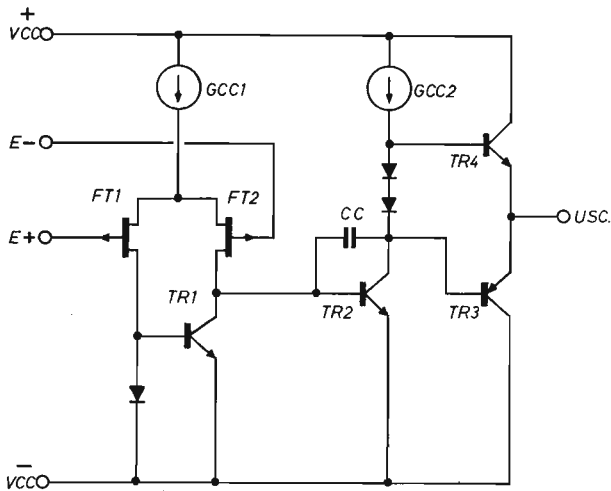 +
VCC
GCC1
GCC2
E-
TR4
FT1
FT2
CC
USC.
E+
TR1
TR2
TR3
-
VCC